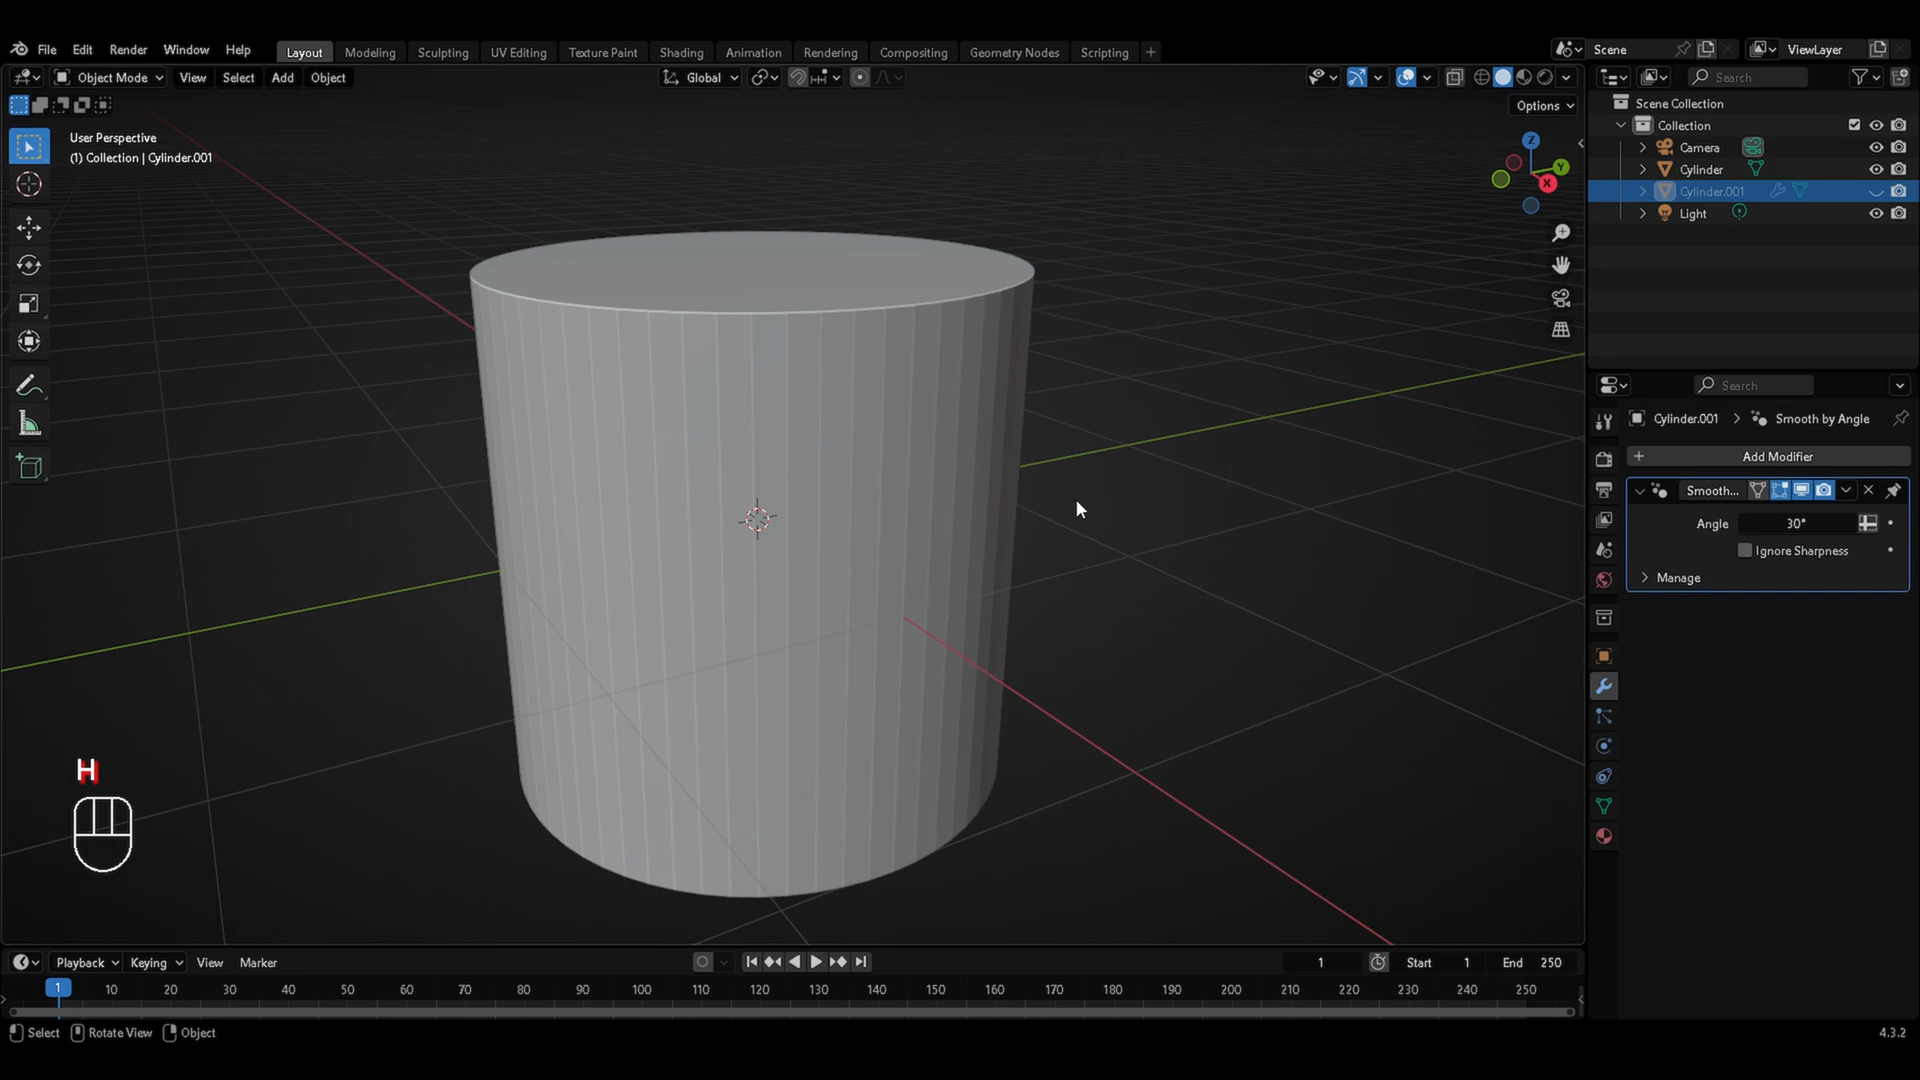 File Edit Render Window Help Layout Modeling Sculpting UV Editing Texture Paint Shading Animation Rendering Compositing Geometry Nodes Scripting + Scene ViewLayer
Object Mode View Select Add Object Global Search
Options
User Perspective
(1) Collection | Cylinder.001
Z
Y
X
Scene Collection
Collection
Camera
Cylinder
Cylinder.001
Light
Search
Cylinder.001 > Smooth by Angle
+ Add Modifier
Smooth...
Angle 30°
Ignore Sharpness
Manage
H
Playback Keying View Marker 1 Start 1 End 250
1 10 20 30 40 50 60 70 80 90 100 110 120 130 140 150 160 170 180 190 200 210 220 230 240 250
Select Rotate View Object 4.3.2